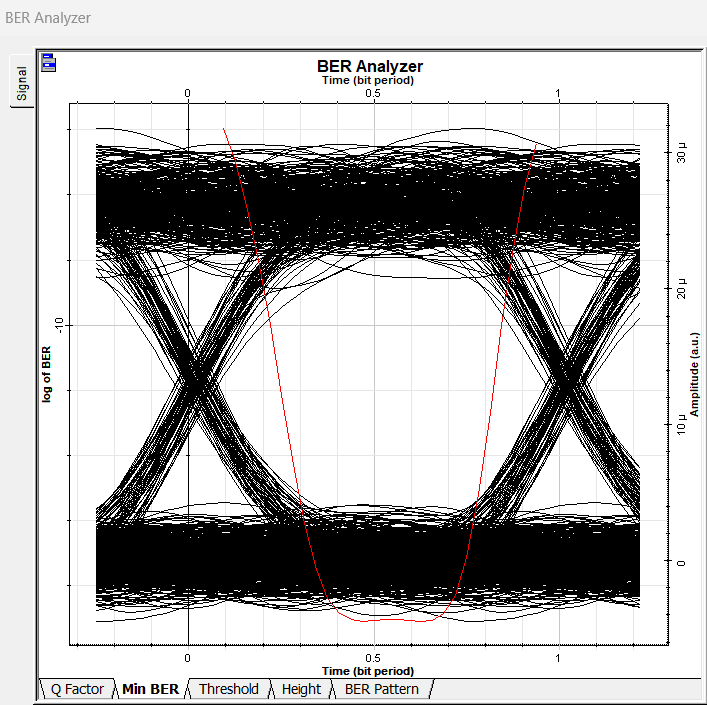 BER Analyzer
Signal
BER Analyzer
Time (bit period)
0 0.5 1
30 µ
20 µ
-10
log of BER
Amplitude (a.u.)
10 µ
0
0 0.5 1
Time (bit period)
Q Factor Min BER Threshold Height BER Pattern